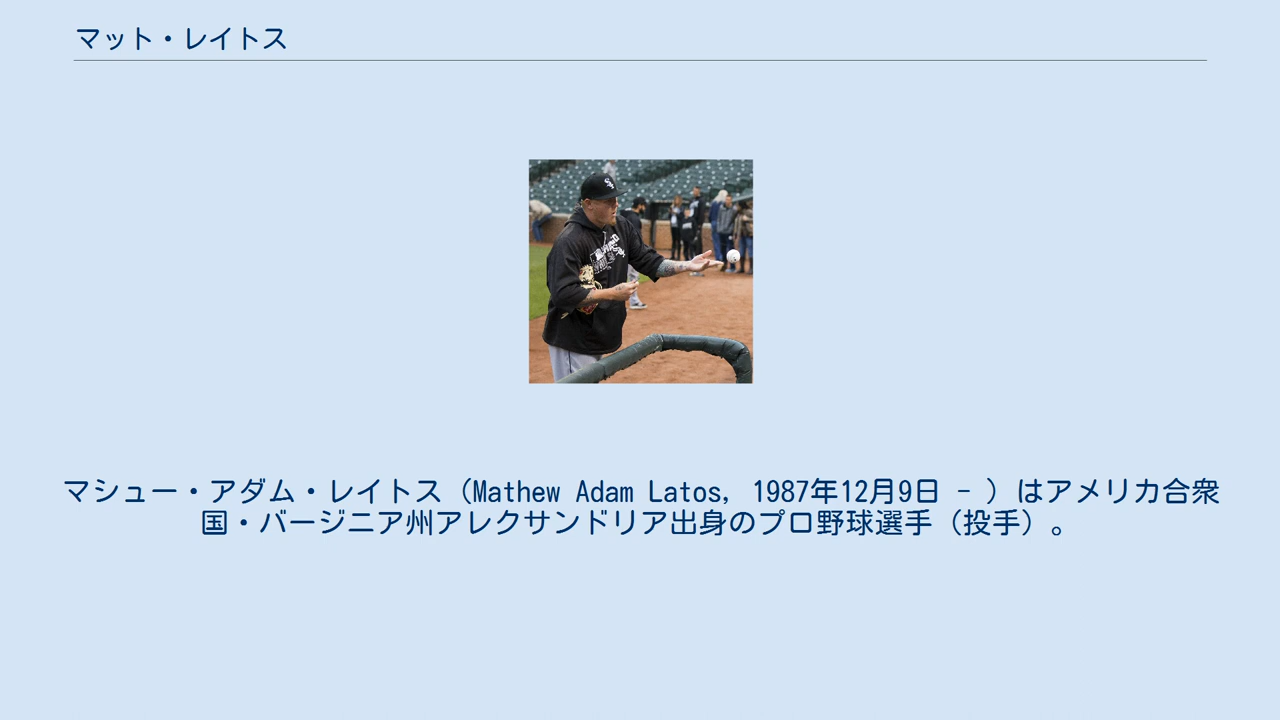 マット・レイトス
マシュー・アダム・レイトス（Mathew Adam Latos, 1987年12月9日 - ）はアメリカ合衆
国・バージニア州アレクサンドリア出身のプロ野球選手（投手）。